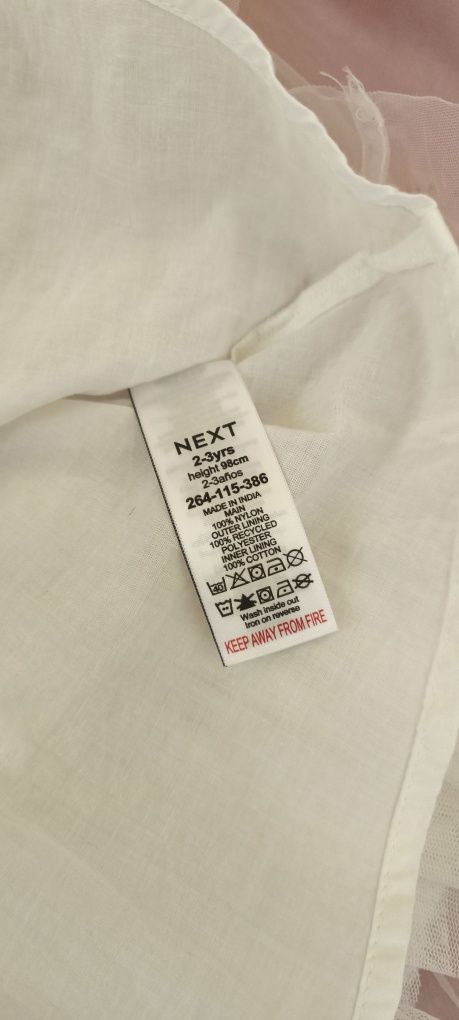 NEXT
2-3yrs
height 98cm
2-3años
264-115-386
MADE IN INDIA
MAIN
100% NYLON
OUTER LINING
100% RECYCLED
POLYESTER
INNER LINING
100% COTTON
40
Wash inside out
Iron on reverse
KEEP AWAY FROM FIRE